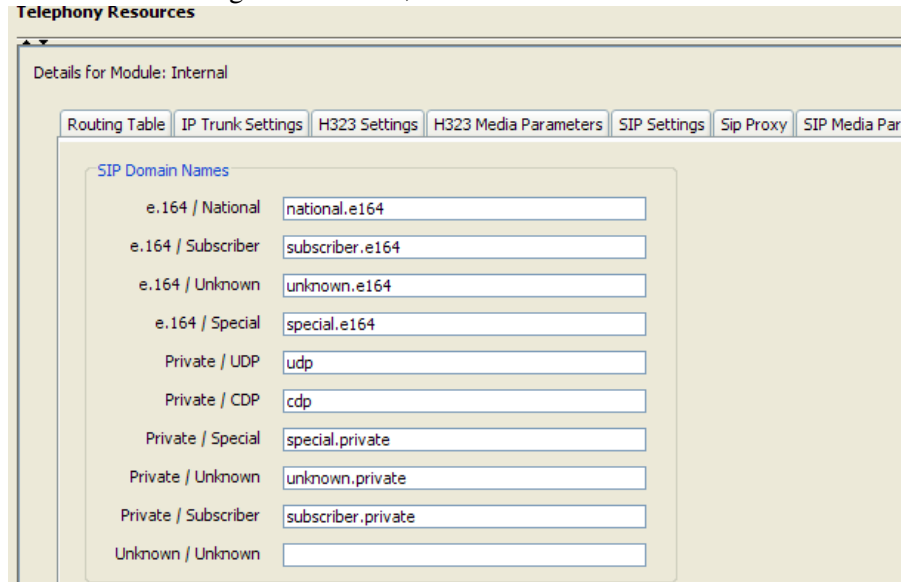 Telephony Resources
Details for Module: Internal
Routing Table IP Trunk Settings H323 Settings H323 Media Parameters SIP Settings Sip Proxy SIP Media Par
SIP Domain Names
e.164 / National national.e164
e.164 / Subscriber subscriber.e164
e.164 / Unknown unknown.e164
e.164 / Special special.e164
Private / UDP udp
Private / CDP cdp
Private / Special special.private
Private / Unknown unknown.private
Private / Subscriber subscriber.private
Unknown / Unknown